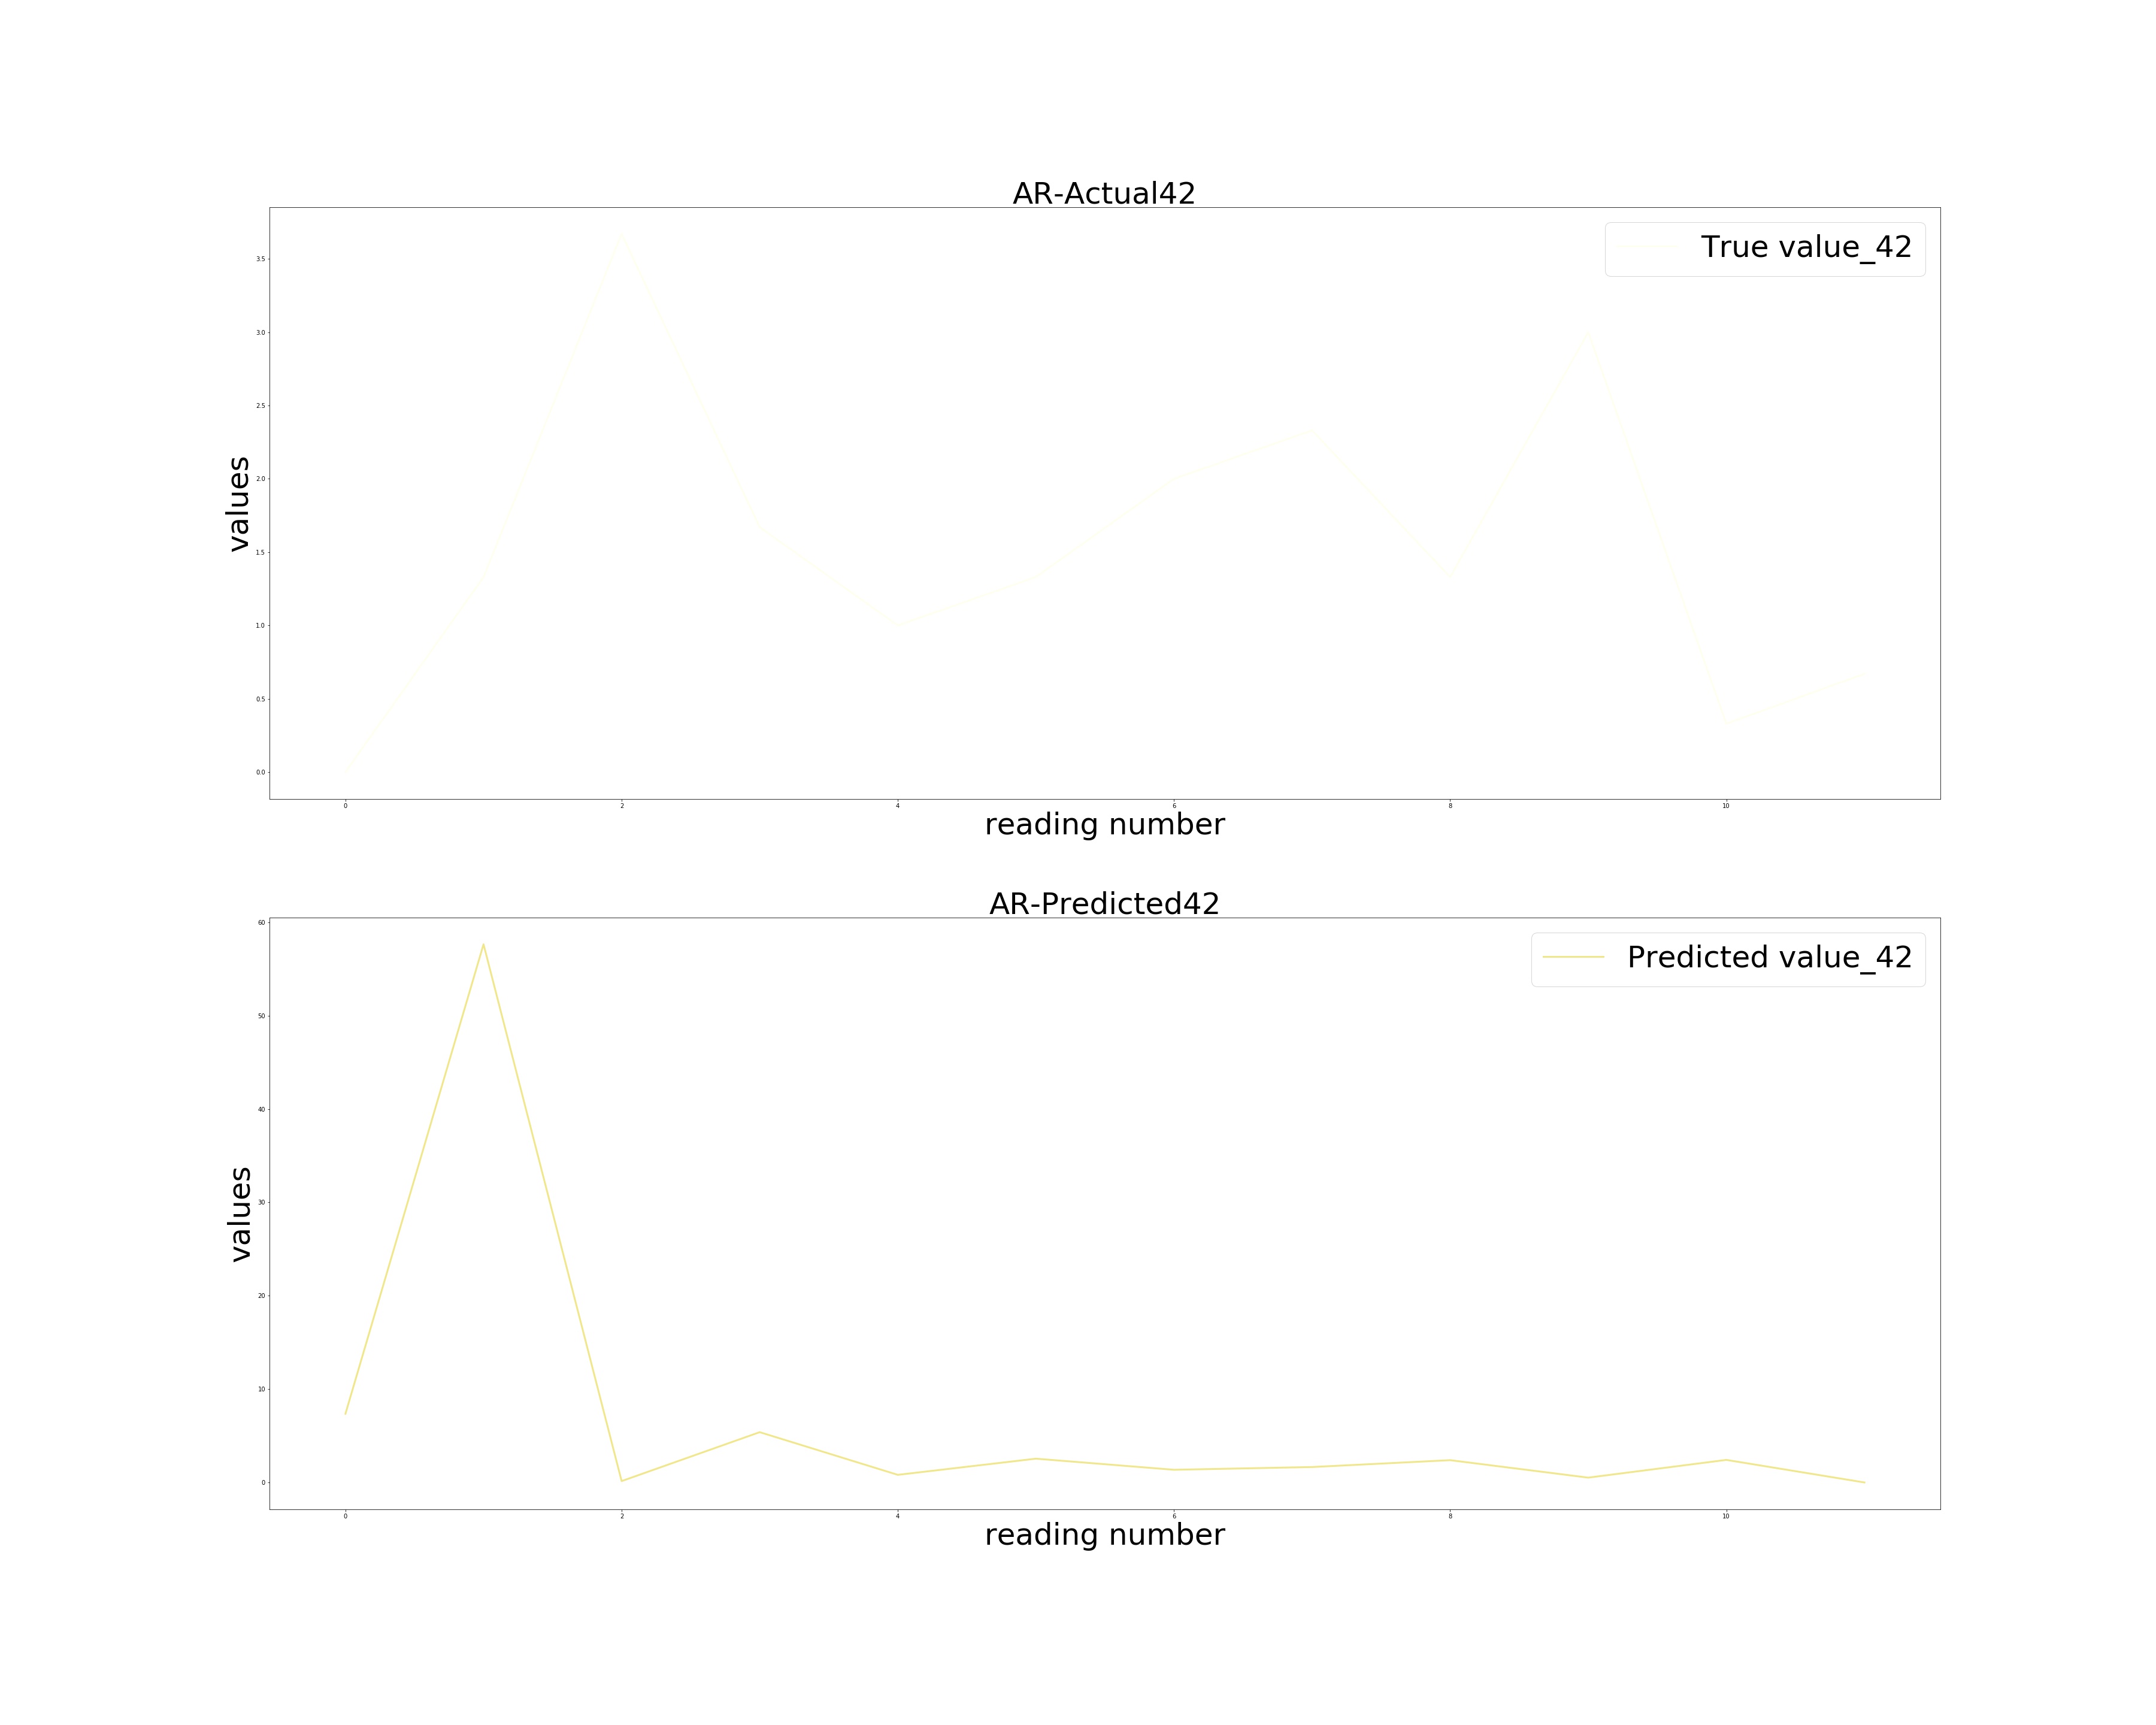 AR-Actual42
True value_42
3.5
3.0
2.5
2.0
1.5
1.0
0.5
0.0
values
0 2 4 6 8 10
reading number
AR-Predicted42
Predicted value_42
60
50
40
30
20
10
0
values
0 2 4 6 8 10
reading number